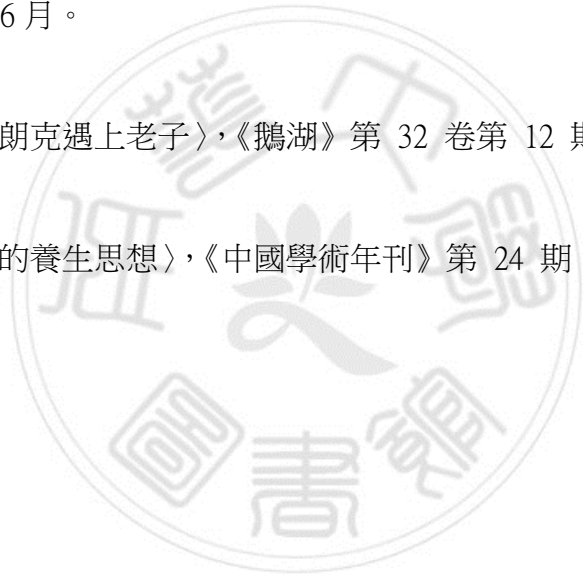 6 月。
朗克遇上老子〉,《鵝湖》第 32 卷第 12 期
的養生思想〉,《中國學術年刊》第 24 期